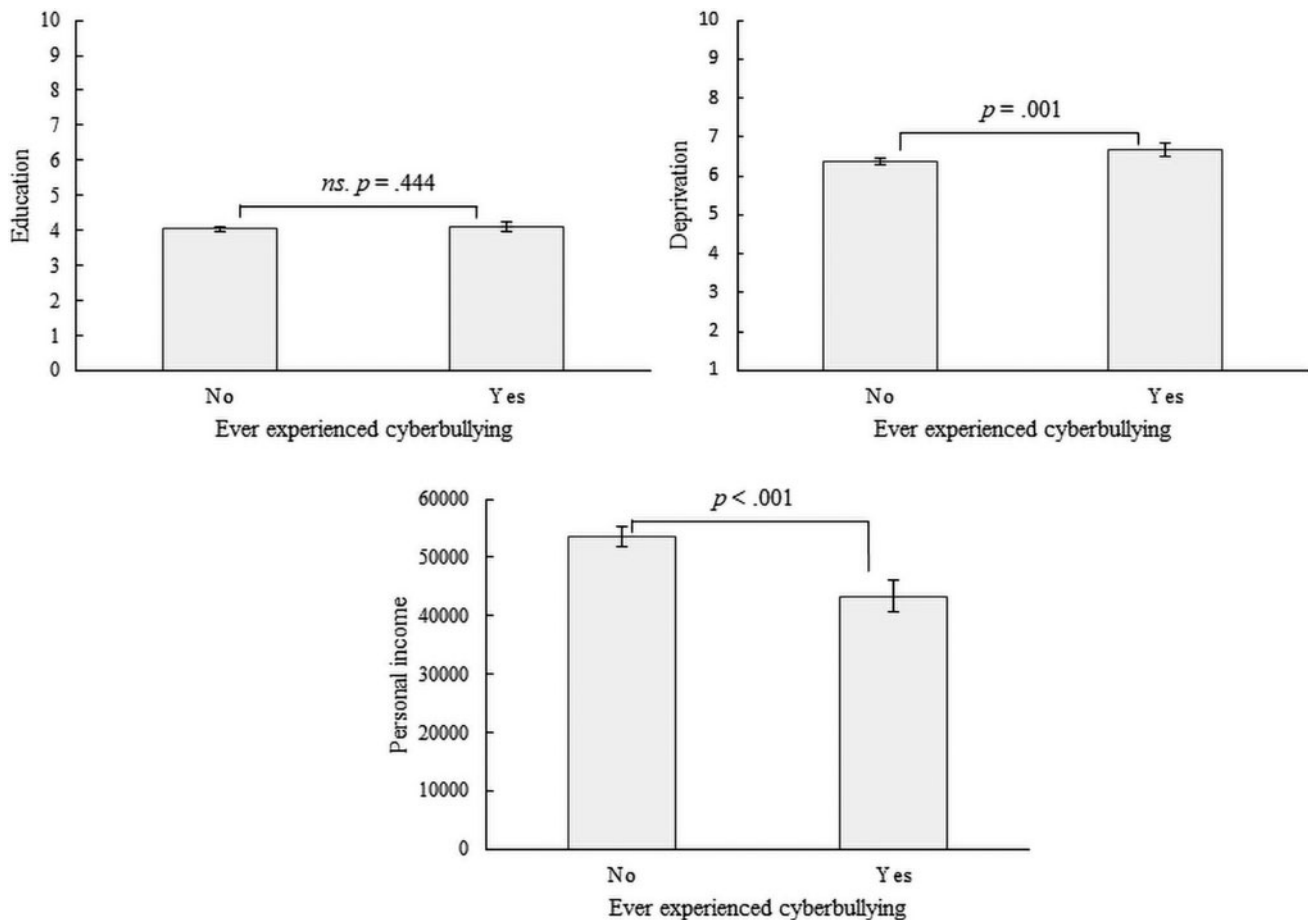 10
9
8
7
6
5
4
3
2
1
0
Education
ns. p = .444
No
Yes
Ever experienced cyberbullying
10
9
8
7
6
5
4
3
2
1
Deprivation
p = .001
No
Yes
Ever experienced cyberbullying
60000
50000
40000
30000
20000
10000
0
Personal income
p < .001
No
Yes
Ever experienced cyberbullying